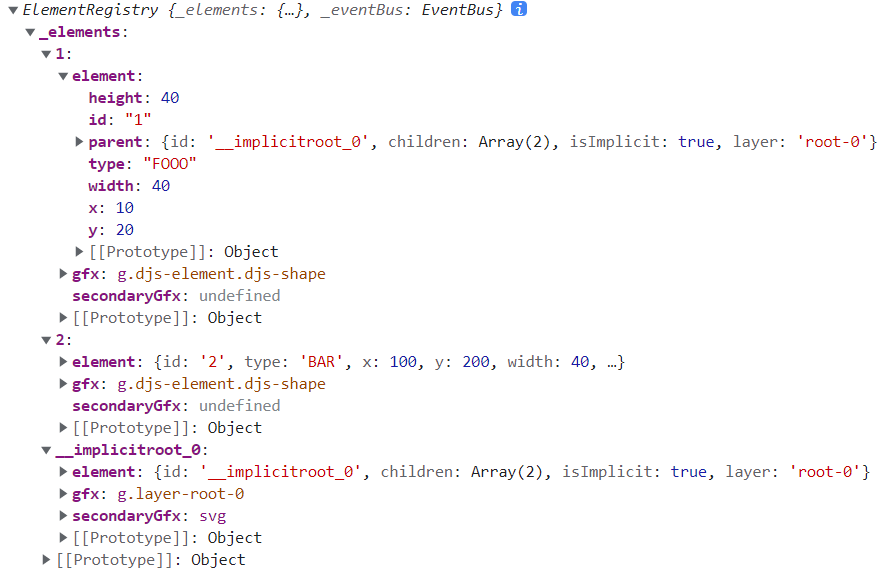 ElementRegistry {_elements: {…}, _eventBus: EventBus} i
_elements:
1:
element:
height: 40
id: "1"
parent: {id: '__implicitroot_0', children: Array(2), isImplicit: true, layer: 'root-0'}
type: "FOOO"
width: 40
x: 10
y: 20
[[Prototype]]: Object
gfx: g.djs-element.djs-shape
secondaryGfx: undefined
[[Prototype]]: Object
2:
element: {id: '2', type: 'BAR', x: 100, y: 200, width: 40, …}
gfx: g.djs-element.djs-shape
secondaryGfx: undefined
[[Prototype]]: Object
__implicitroot_0:
element: {id: '__implicitroot_0', children: Array(2), isImplicit: true, layer: 'root-0'}
gfx: g.layer-root-0
secondaryGfx: svg
[[Prototype]]: Object
[[Prototype]]: Object